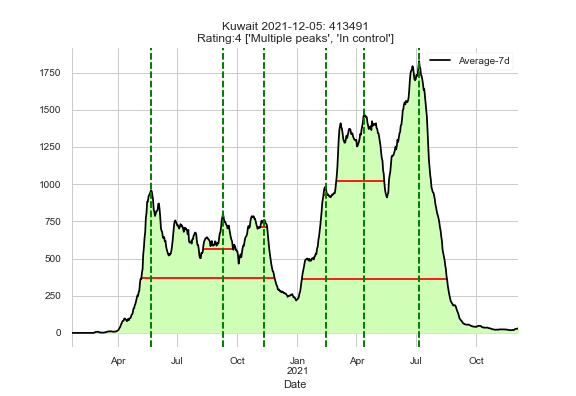 Kuwait 2021-12-05: 413491
Rating:4 ['Multiple peaks', 'In control']
Average-7d
1750
1500
1250
1000
750
500
250
0
Apr Jul Oct Jan Apr Jul Oct
2021
Date